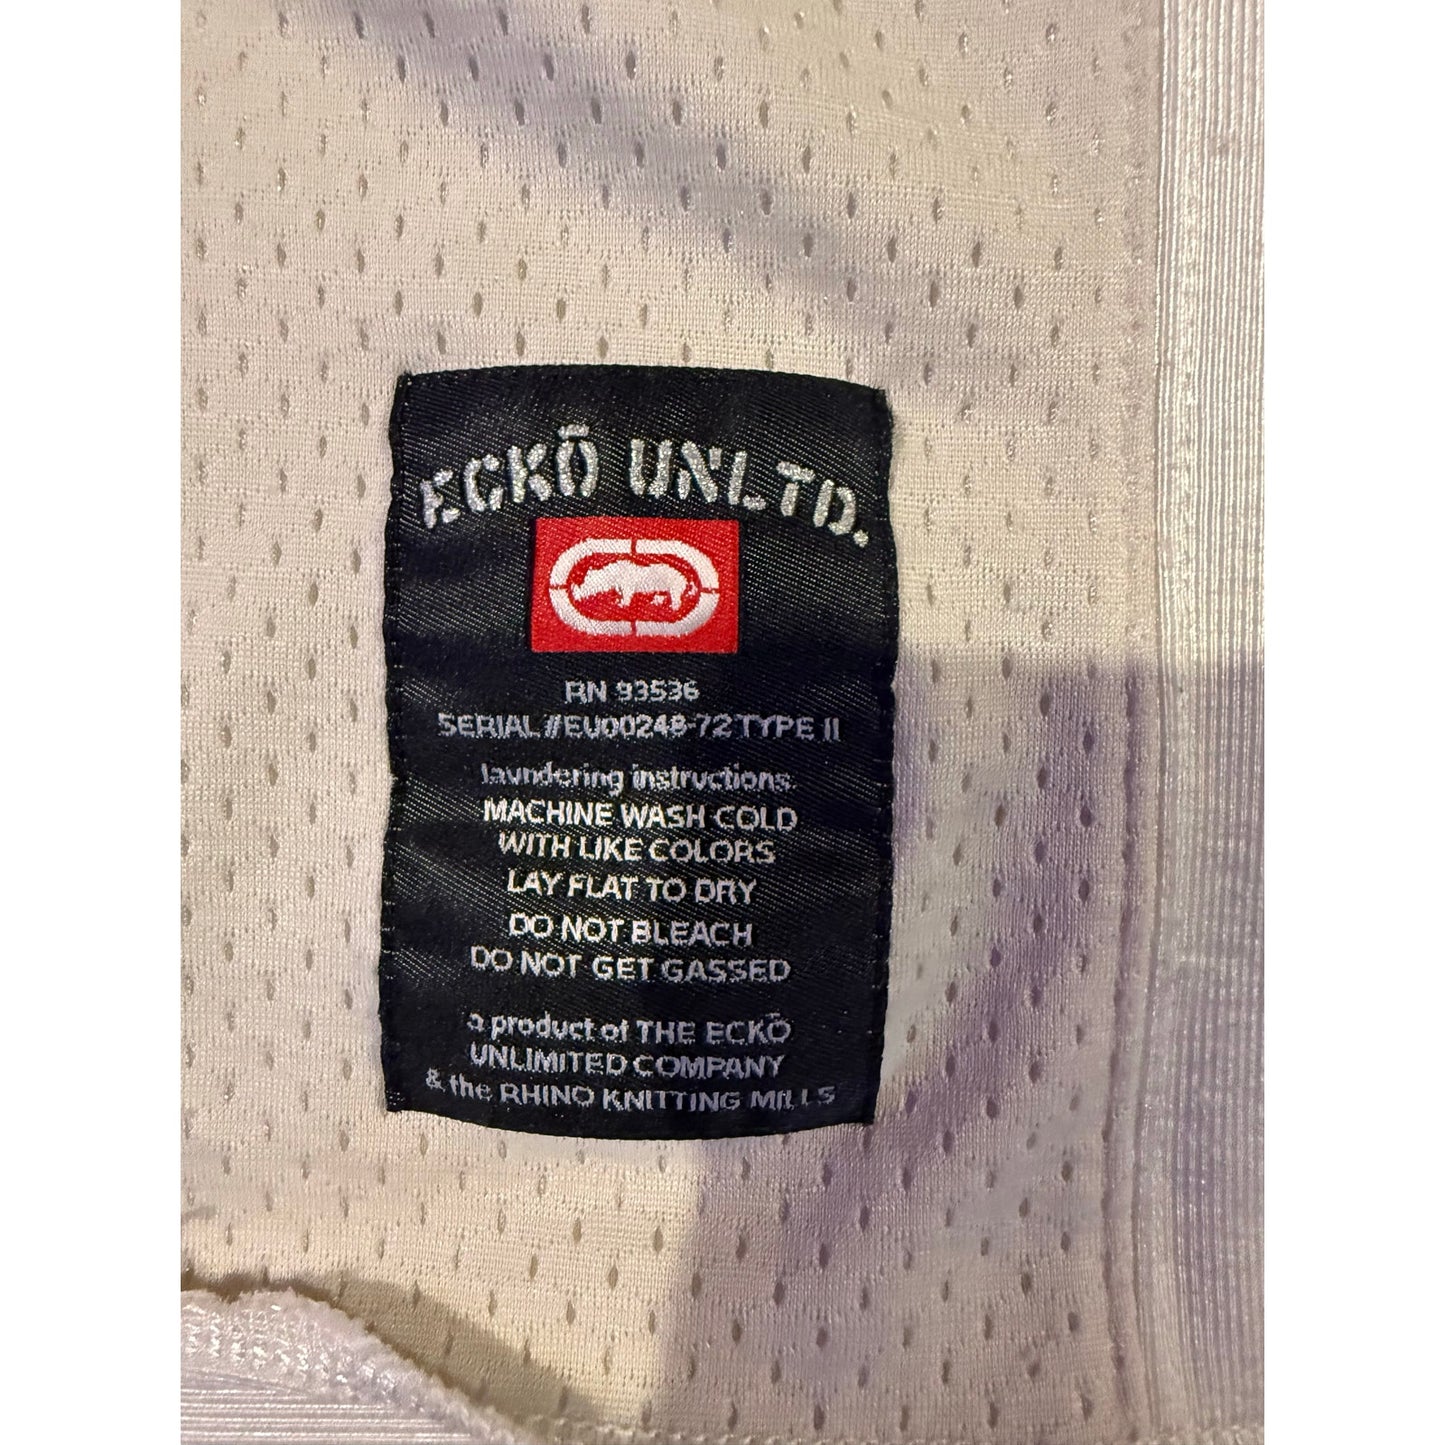 ECKŌ UNLTD.
RN 93536
SERIAL #EU00248-72 TYPE II
laundering instructions.
MACHINE WASH COLD
WITH LIKE COLORS
LAY FLAT TO DRY
DO NOT BLEACH
DO NOT GET GASSED
a product of THE ECKŌ
UNLIMITED COMPANY
& the RHINO KNITTING MILLS